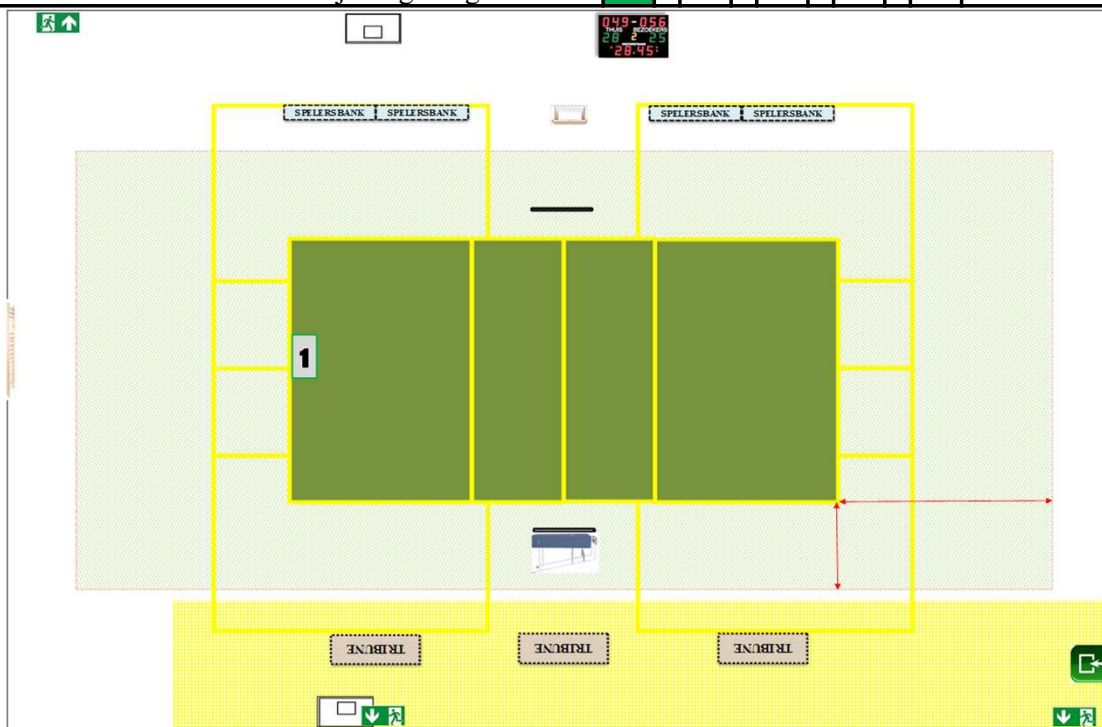 049-056
THUIS BEZOEKERS
28 2 25
28.45
SPELERSBANK SPELERSBANK SPELERSBANK SPELERSBANK
1
TRIBUNE TRIBUNE TRIBUNE